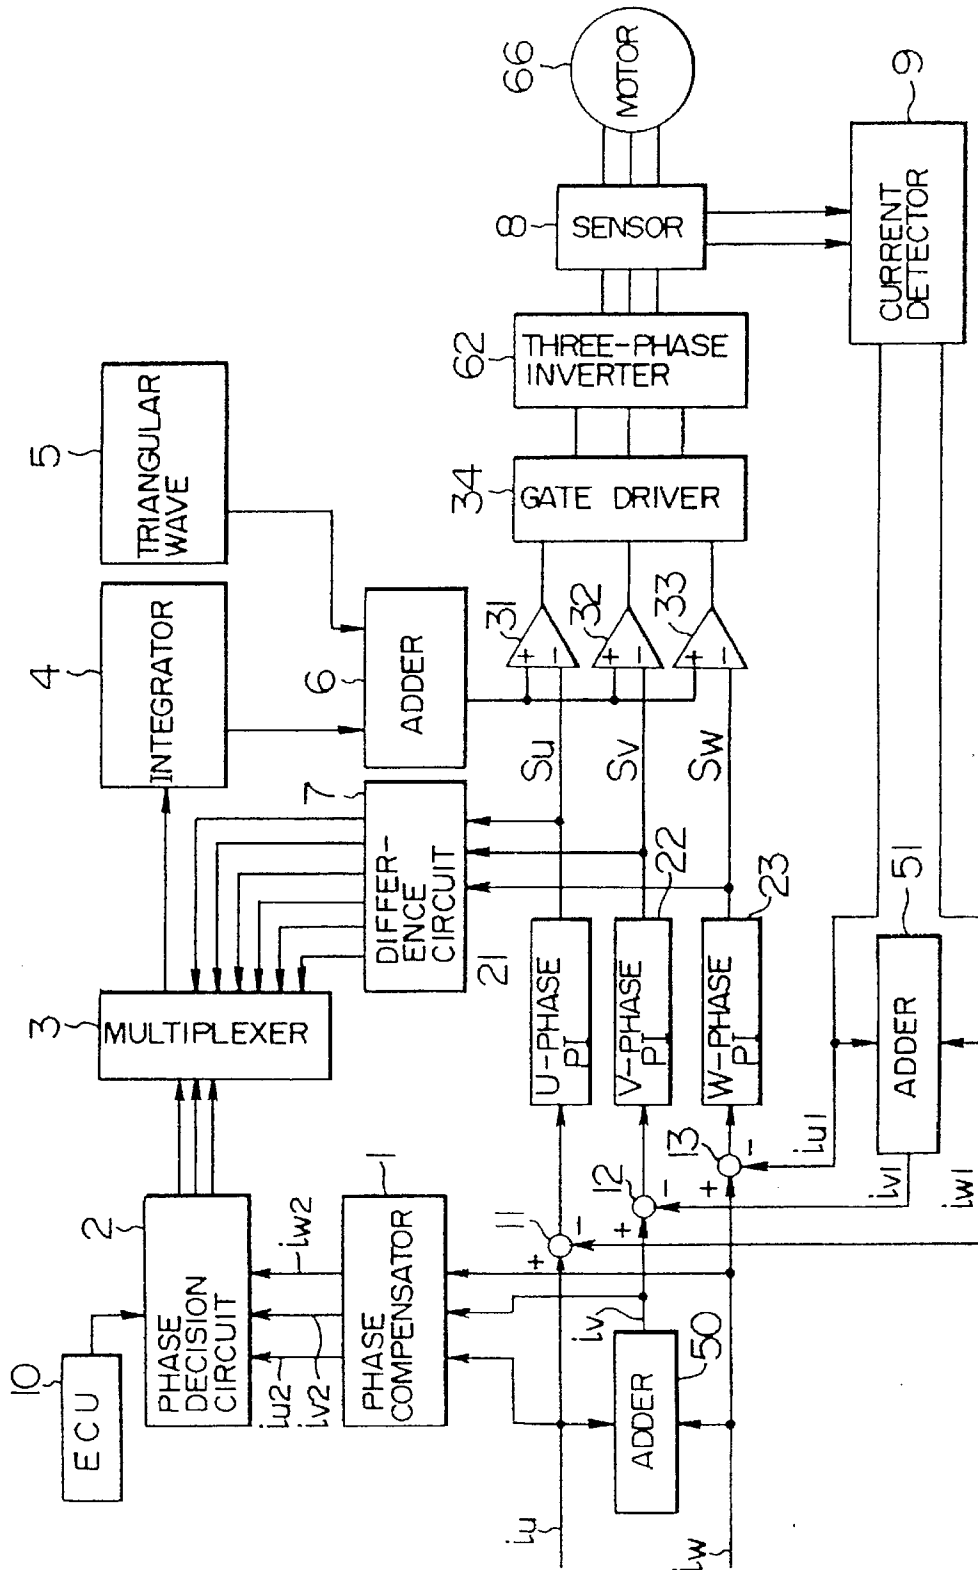 10
ECU
2
PHASE
DECISION
CIRCUIT
iu2
iv2
iw2
1
PHASE
COMPENSATOR
3
MULTIPLEXER
4
INTEGRATOR
5
TRIANGULAR
WAVE
6
ADDER
7
DIFFER-
ENCE
CIRCUIT
iu
iv
iw
ADDER
50
11
+
-
12
+
-
13
+
-
21
U-PHASE
PI
22
V-PHASE
PI
23
W-PHASE
PI
Su
Sv
Sw
31
+
-
32
+
-
33
+
-
34
GATE DRIVER
62
THREE-PHASE
INVERTER
8
SENSOR
66
MOTOR
9
CURRENT
DETECTOR
51
ADDER
iu1
iv1
iw1